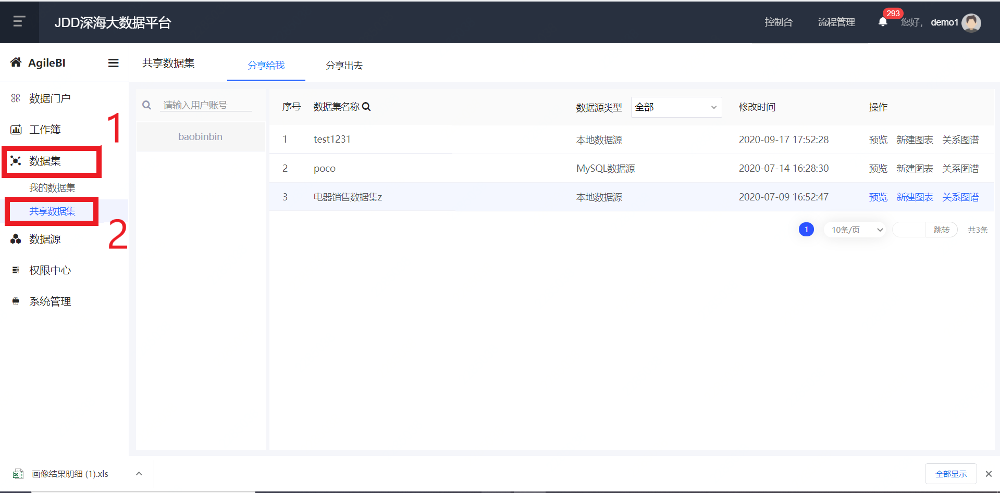 JDD深海大数据平台
控制台 流程管理 293 您好, demo1
AgileBI
共享数据集 分享给我 分享出去
数据门户
工作簿
1
数据集
我的数据集
共享数据集
2
数据源
权限中心
系统管理
请输入用户账号
baobinbin
序号 数据集名称 数据源类型 全部 修改时间 操作
1 test1231 本地数据源 2020-09-17 17:52:28 预览 新建图表 关系图谱
2 poco MySQL数据源 2020-07-14 16:28:30 预览 新建图表 关系图谱
3 电器销售数据集z 本地数据源 2020-07-09 16:52:47 预览 新建图表 关系图谱
1 10条/页 跳转 共3条
画像结果明细 (1).xls
全部显示